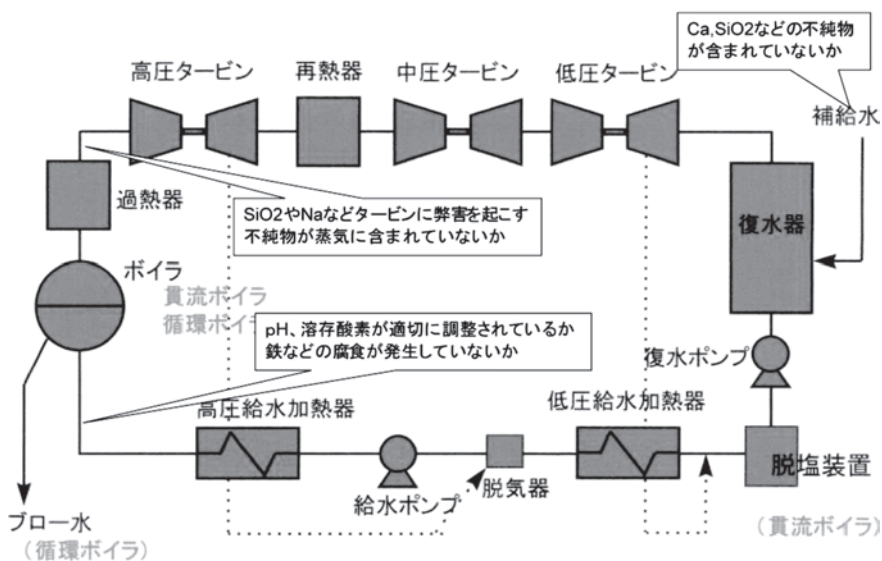 Ca,SiO2などの不純物
が含まれていないか
高圧タービン
再熱器
中圧タービン
低圧タービン
補給水
過熱器
SiO2やNaなどタービンに弊害を起こす
不純物が蒸気に含まれていないか
復水器
ボイラ
貫流ボイラ
循環ボイラ
pH、溶存酸素が適切に調整されているか
鉄などの腐食が発生していないか
復水ポンプ
高圧給水加熱器
低圧給水加熱器
脱塩装置
給水ポンプ
脱気器
ブロー水
(循環ボイラ)
(貫流ボイラ)